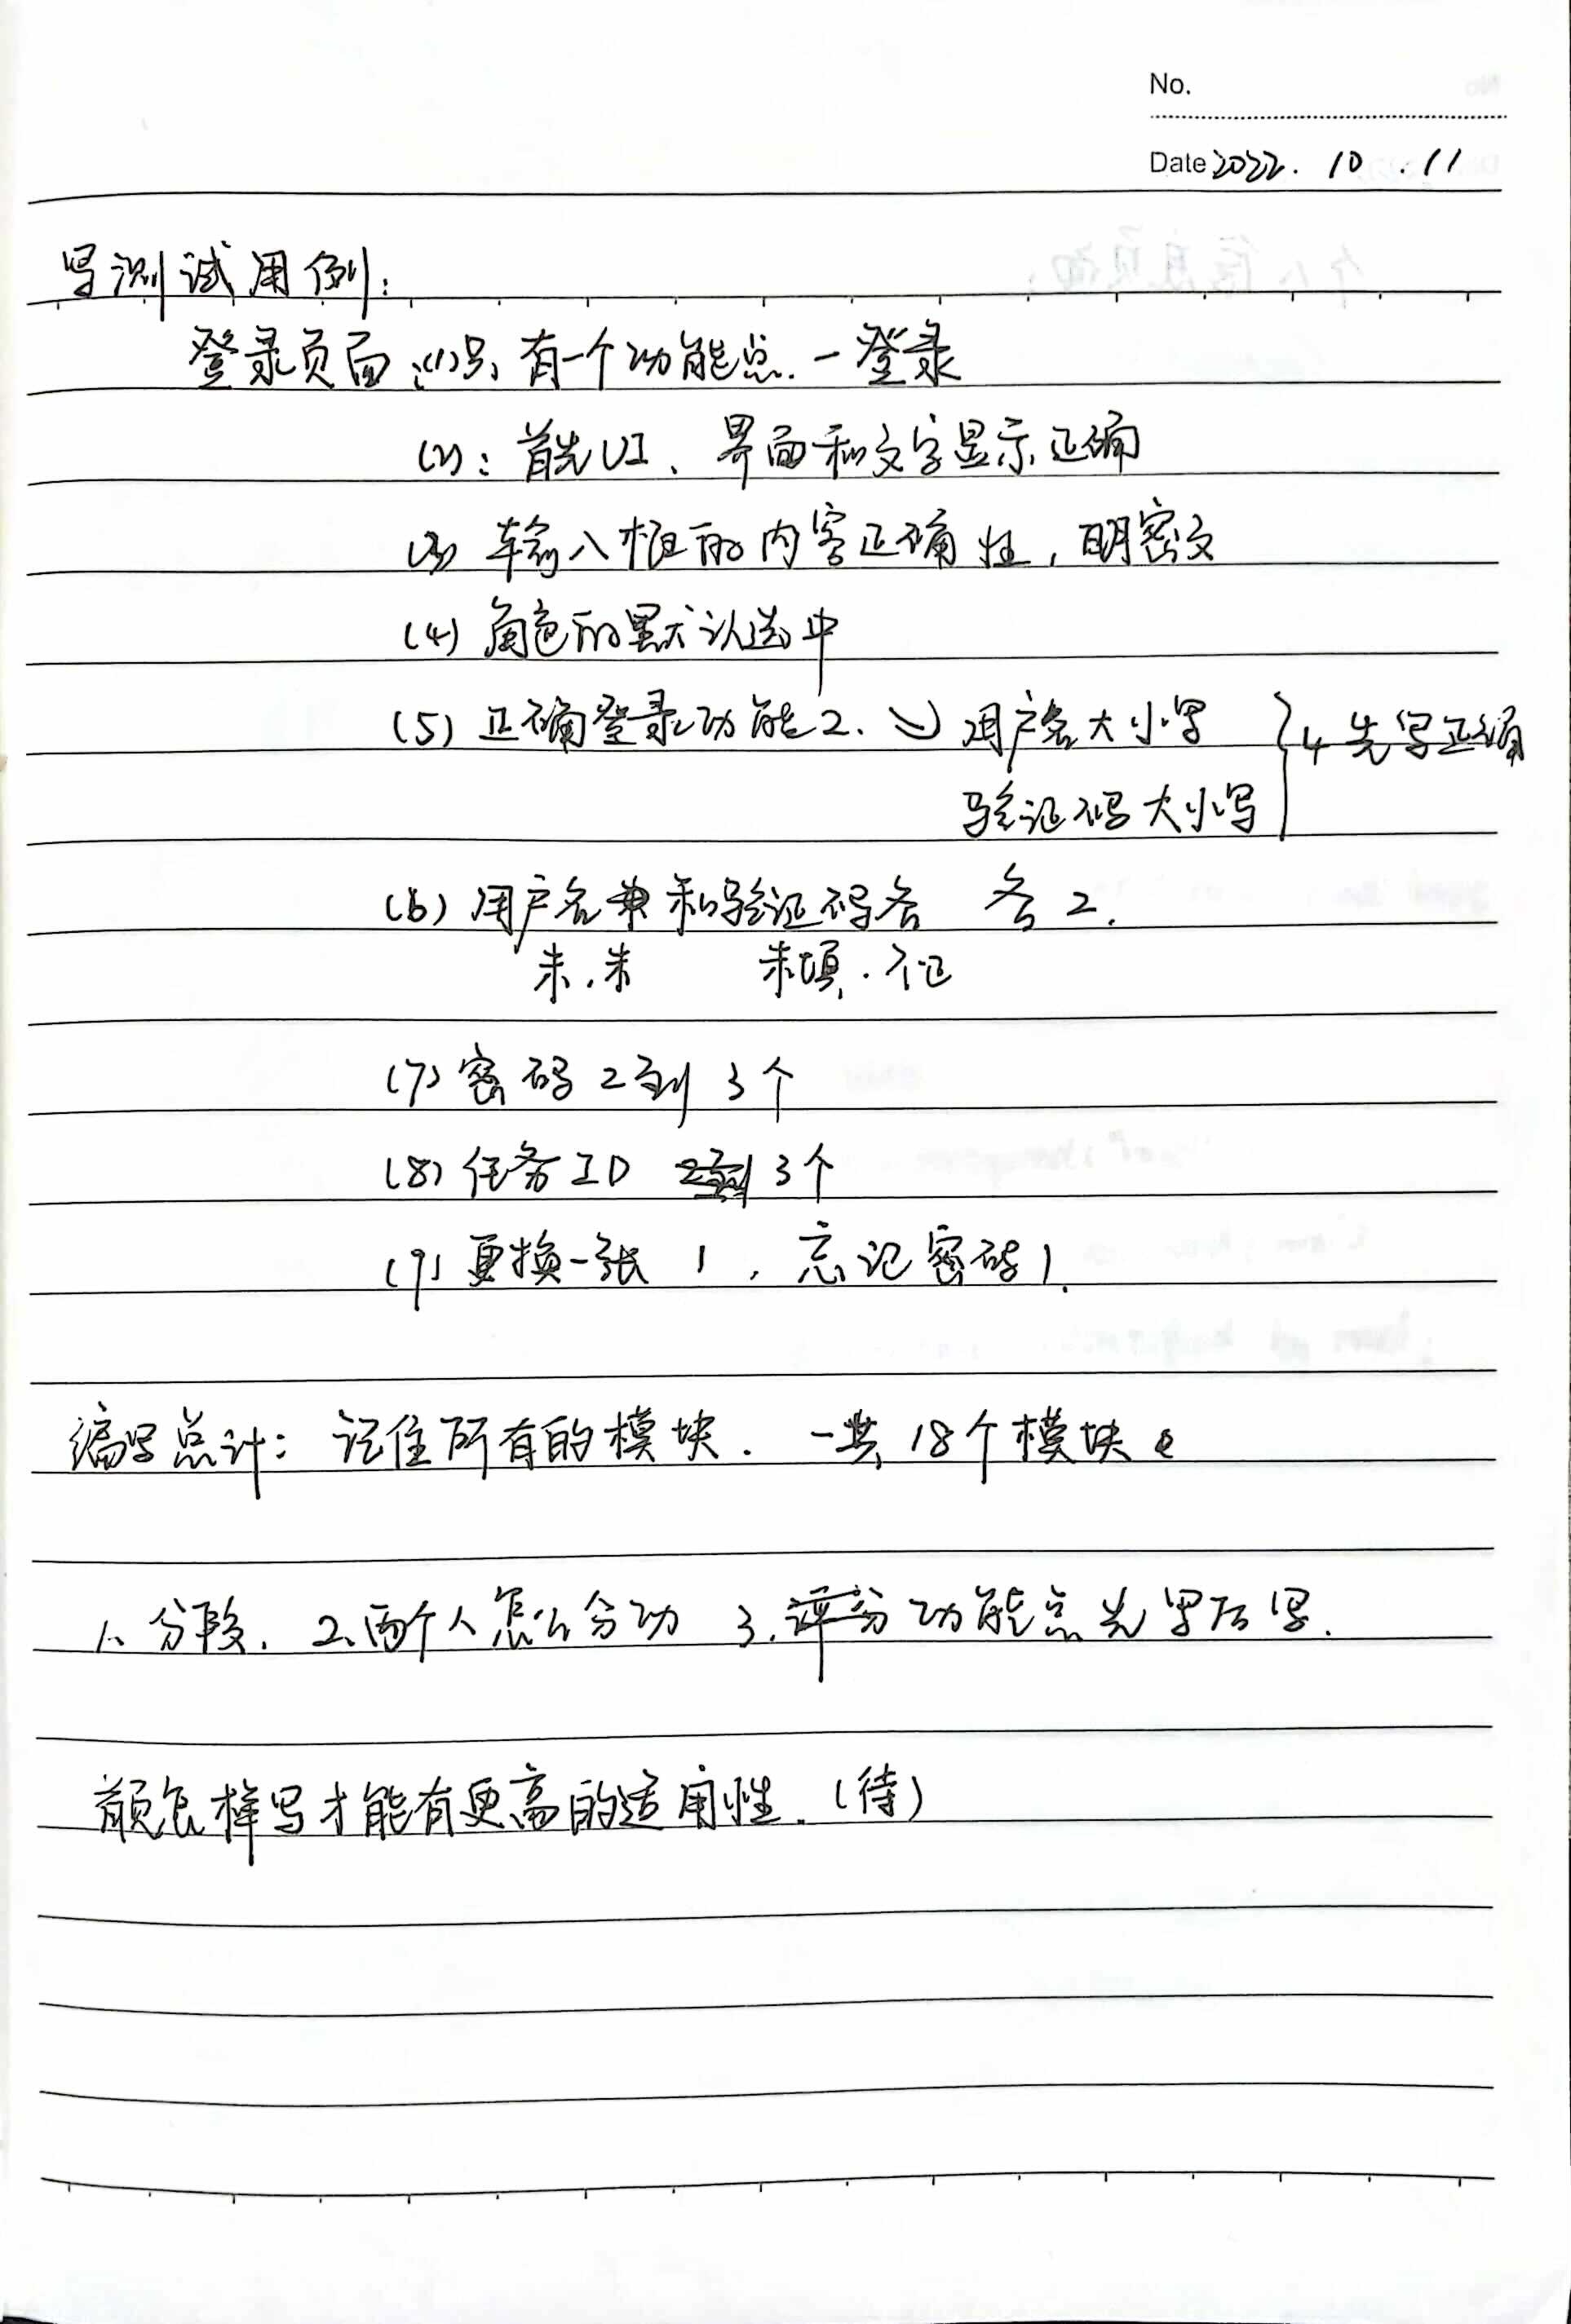 No.
Date 2022. 10 .11
写测试用例:
登录页面:(1)只有一个功能点.一登录
(2):首先UI、界面和文字显示正确
(3) 输入框的内容正确性,明密文
(4) 角色的默认选中
(5) 正确登录功能2. 用户名大小写 } 4 先写正确
验证码大小写
(6) 用户名 和验证码各 各 2.
未.未 未填.不正
(7) 密码 2到 3个
(8) 任务ID 3个
(9) 更换一张 1 , 忘记密码1.
编写总计: 记住所有的模块. 一共 18个模块
1、分段. 2、两个人怎么分功 3.评分功能点先写后写.
怎样写才能有更高的适用性.(待)